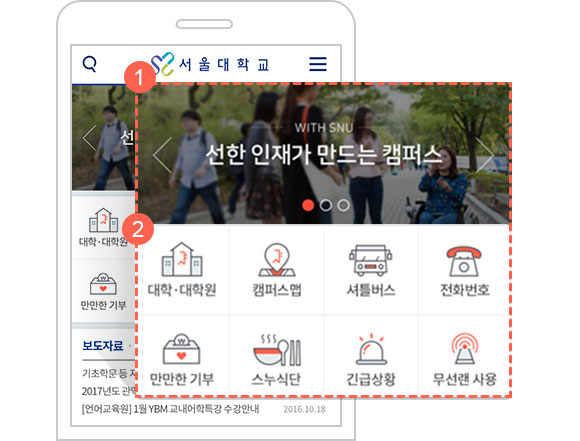 서울대학교
1
WITH SNU
선한 인재가 만드는 캠퍼스
선
2
대학·대학원
대학·대학원 캠퍼스맵 셔틀버스 전화번호
만만한 기부
만만한 기부 스누식단 긴급상황 무선랜 사용
보도자료 ·
기초학문 등 지
2017년도 관악
[언어교육원] 1월 YBM 교내어학특강 수강안내 2016.10.18